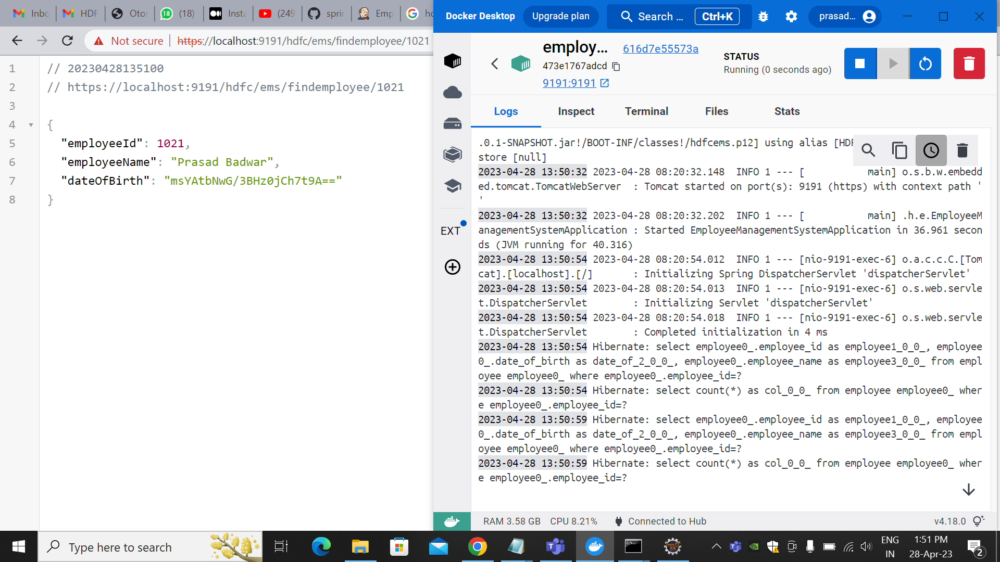 Inbo
HDF
Otor
(18)
Insta
(249
sprin
Emp
ho
Docker Desktop
Upgrade plan
Search ...
Ctrl+K
prasad...
Not secure
https://localhost:9191/hdfc/ems/findemployee/1021
1 // 20230428135100
2 // https://localhost:9191/hdfc/ems/findemployee/1021
3
4 {
5 "employeeId": 1021,
6 "employeeName": "Prasad Badwar",
7 "dateOfBirth": "msYAtbNwG/3BHz0jCh7t9A=="
8 }
EXT
employ...
616d7e55573a
473e1767adcd
9191:9191
STATUS
Running (0 seconds ago)
Logs
Inspect
Terminal
Files
Stats
.0.1-SNAPSHOT.jar!/BOOT-INF/classes!/hdfcems.p12] using alias [HDF
store [null]
2023-04-28 13:50:32 2023-04-28 08:20:32.148  INFO 1 --- [           main] o.s.b.w.embedd
ed.tomcat.TomcatWebServer  : Tomcat started on port(s): 9191 (https) with context path '
'
2023-04-28 13:50:32 2023-04-28 08:20:32.202  INFO 1 --- [           main] .h.e.EmployeeM
anagementSystemApplication : Started EmployeeManagementSystemApplication in 36.961 secon
ds (JVM running for 40.316)
2023-04-28 13:50:54 2023-04-28 08:20:54.012  INFO 1 --- [nio-9191-exec-6] o.a.c.c.C.[Tom
cat].[localhost].[/]       : Initializing Spring DispatcherServlet 'dispatcherServlet'
2023-04-28 13:50:54 2023-04-28 08:20:54.013  INFO 1 --- [nio-9191-exec-6] o.s.web.servle
t.DispatcherServlet        : Initializing Servlet 'dispatcherServlet'
2023-04-28 13:50:54 2023-04-28 08:20:54.018  INFO 1 --- [nio-9191-exec-6] o.s.web.servle
t.DispatcherServlet        : Completed initialization in 4 ms
2023-04-28 13:50:54 Hibernate: select employee0_.employee_id as employee1_0_0_, employee
0_.date_of_birth as date_of_2_0_0_, employee0_.employee_name as employee3_0_0_ from empl
oyee employee0_ where employee0_.employee_id=?
2023-04-28 13:50:54 Hibernate: select count(*) as col_0_0_ from employee employee0_ wher
e employee0_.employee_id=?
2023-04-28 13:50:59 Hibernate: select employee0_.employee_id as employee1_0_0_, employee
0_.date_of_birth as date_of_2_0_0_, employee0_.employee_name as employee3_0_0_ from empl
oyee employee0_ where employee0_.employee_id=?
2023-04-28 13:50:59 Hibernate: select count(*) as col_0_0_ from employee employee0_ wher
e employee0_.employee_id=?
RAM 3.58 GB
CPU 8.21%
Connected to Hub
v4.18.0
Type here to search
ENG
IN
1:51 PM
28-Apr-23
2